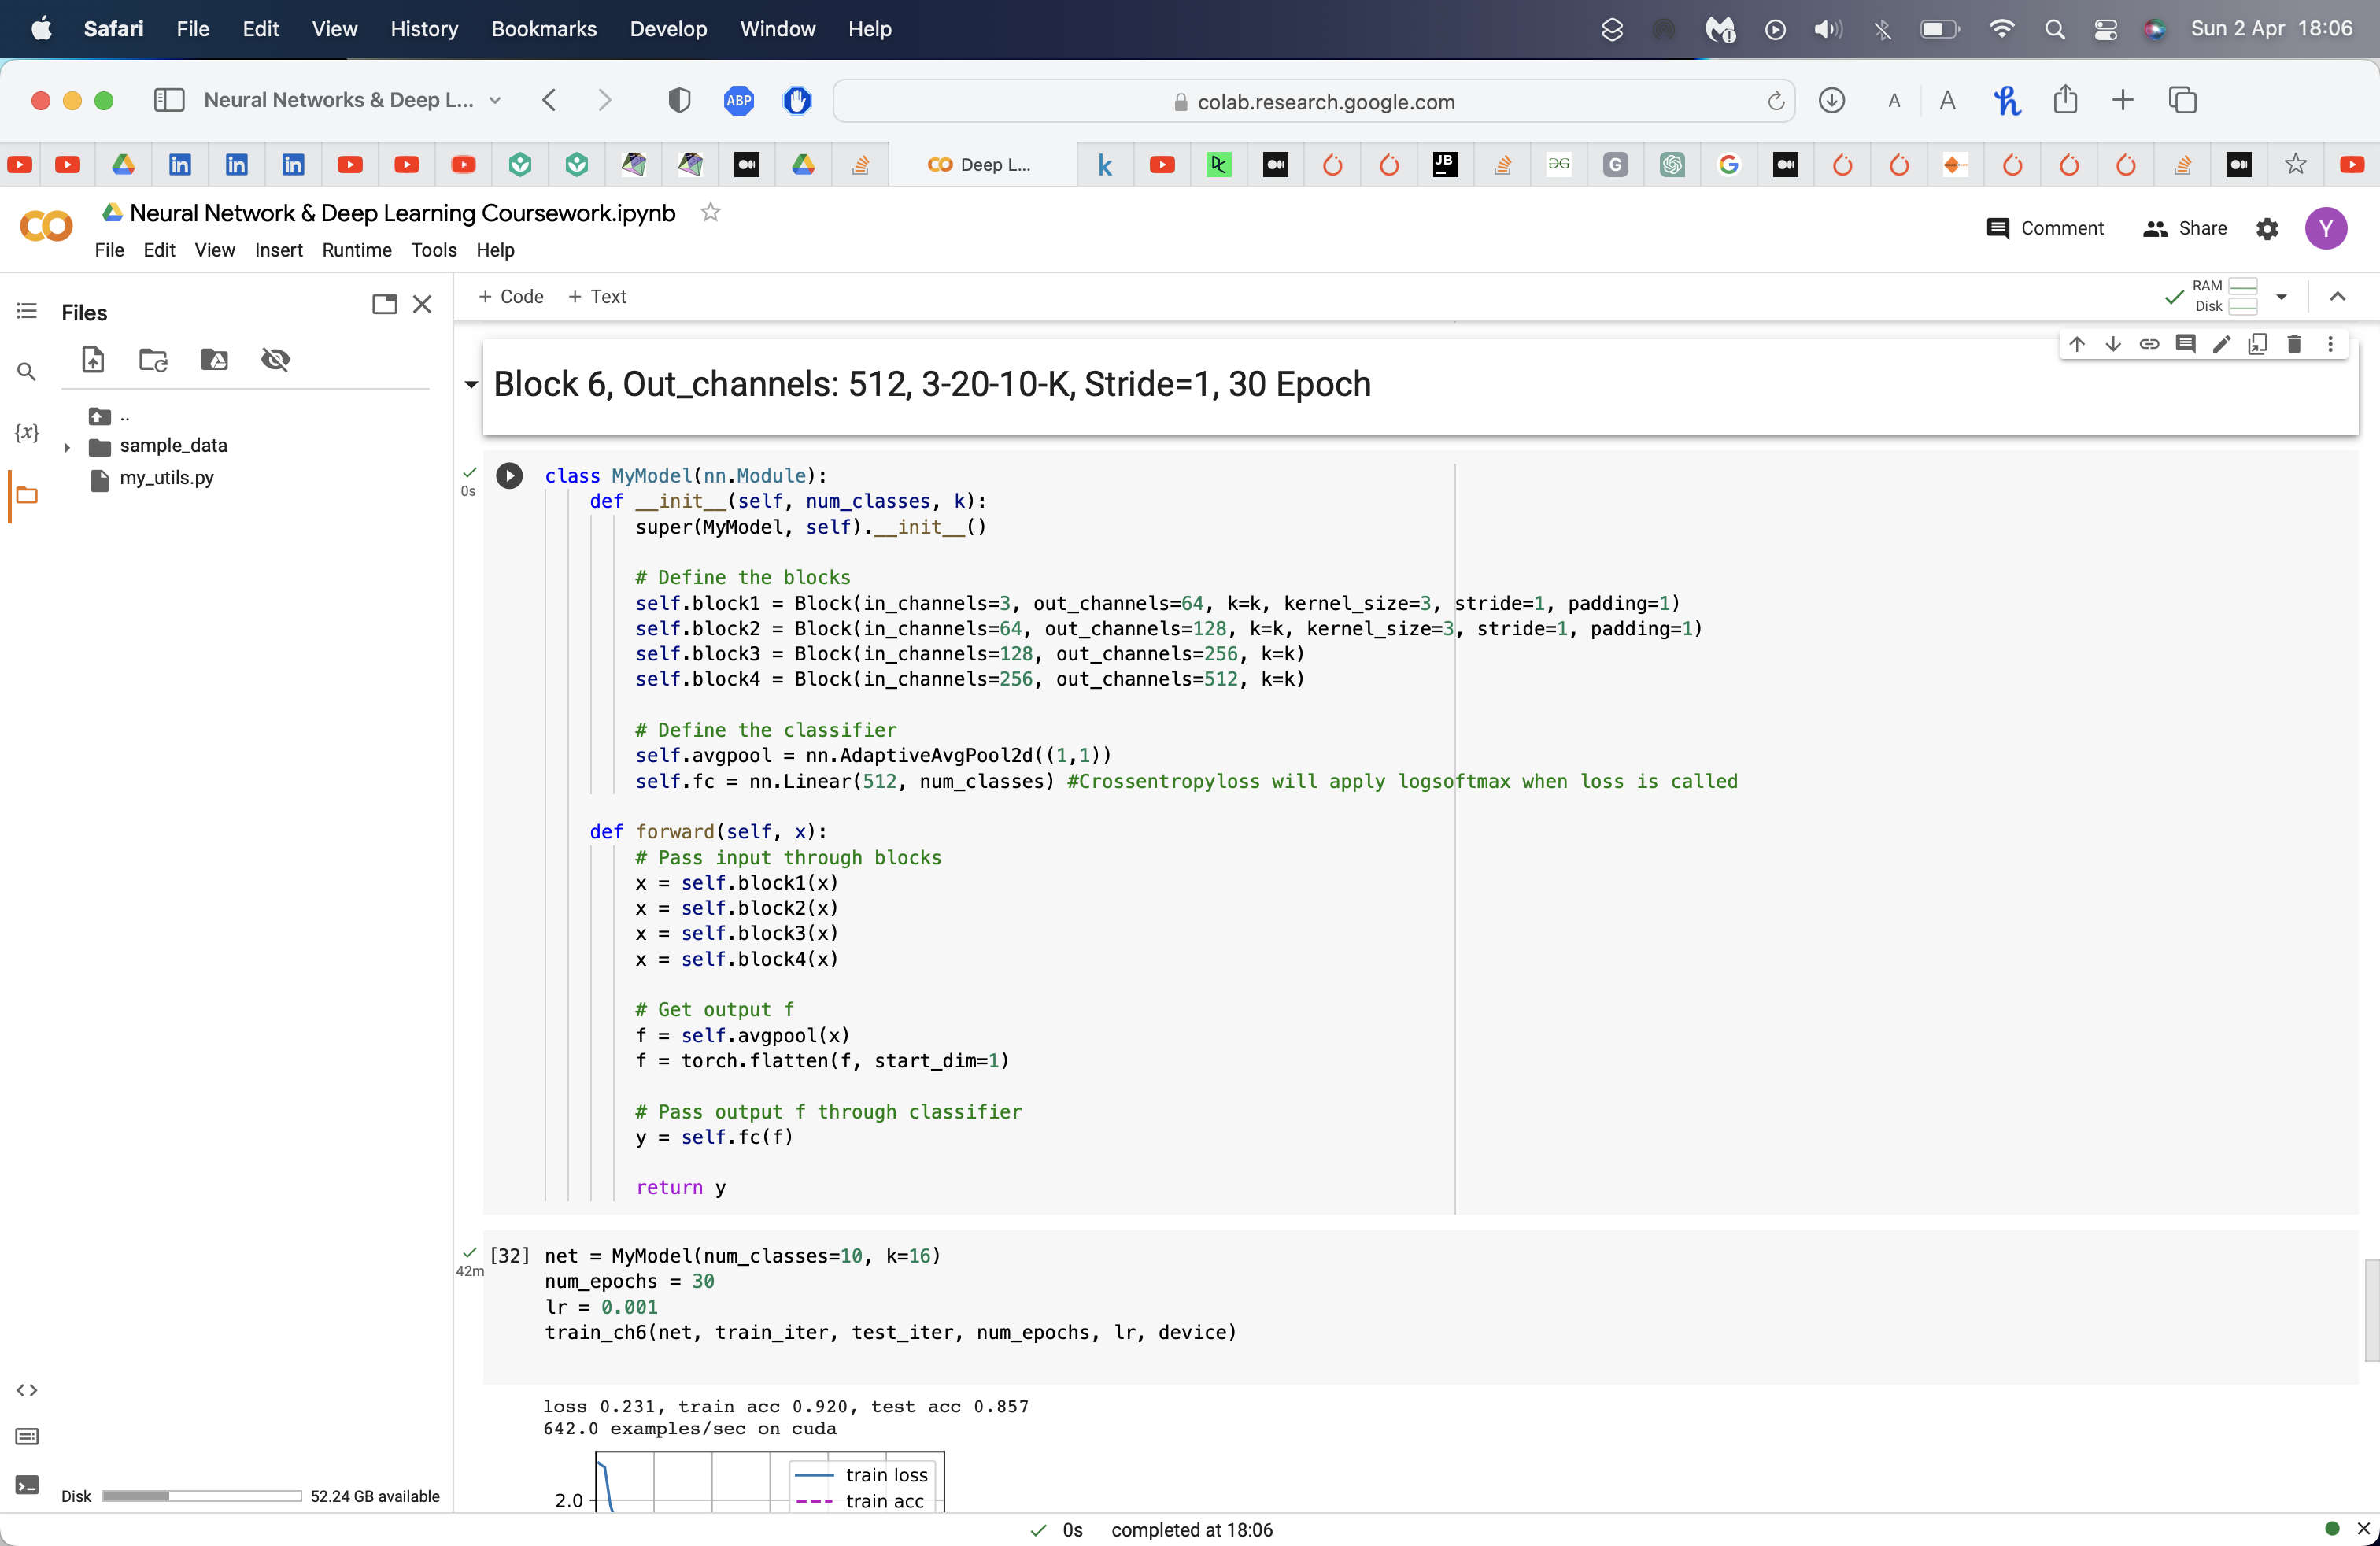 Safari File Edit View History Bookmarks Develop Window Help
Sun 2 Apr 18:06
Neural Networks & Deep L...
ABP
colab.research.google.com
A A
Deep L...
JB
Neural Network & Deep Learning Coursework.ipynb
File Edit View Insert Runtime Tools Help
Comment
Share
Y
Files
..
sample_data
my_utils.py
{x}
+ Code + Text
RAM
Disk
Block 6, Out_channels: 512, 3-20-10-K, Stride=1, 30 Epoch
0s
class MyModel(nn.Module):
def __init__(self, num_classes, k):
super(MyModel, self).__init__()
# Define the blocks
self.block1 = Block(in_channels=3, out_channels=64, k=k, kernel_size=3, stride=1, padding=1)
self.block2 = Block(in_channels=64, out_channels=128, k=k, kernel_size=3, stride=1, padding=1)
self.block3 = Block(in_channels=128, out_channels=256, k=k)
self.block4 = Block(in_channels=256, out_channels=512, k=k)
# Define the classifier
self.avgpool = nn.AdaptiveAvgPool2d((1,1))
self.fc = nn.Linear(512, num_classes) #Crossentropyloss will apply logsoftmax when loss is called
def forward(self, x):
# Pass input through blocks
x = self.block1(x)
x = self.block2(x)
x = self.block3(x)
x = self.block4(x)
# Get output f
f = self.avgpool(x)
f = torch.flatten(f, start_dim=1)
# Pass output f through classifier
y = self.fc(f)
return y
42m
[32] net = MyModel(num_classes=10, k=16)
num_epochs = 30
lr = 0.001
train_ch6(net, train_iter, test_iter, num_epochs, lr, device)
loss 0.231, train acc 0.920, test acc 0.857
642.0 examples/sec on cuda
train loss
2.0
train acc
Disk
52.24 GB available
0s completed at 18:06